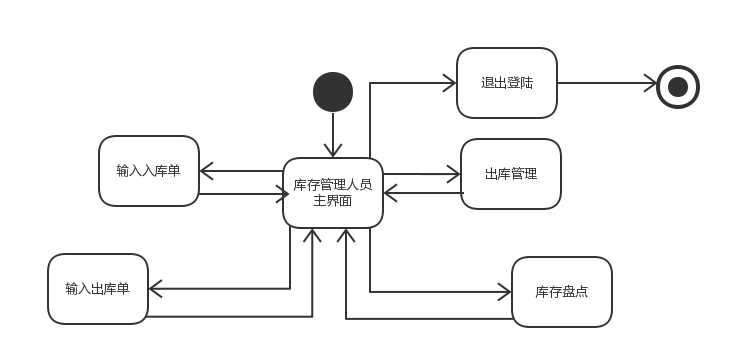 退出登陆
输入入库单
库存管理人员
主界面
出库管理
输入出库单
库存盘点